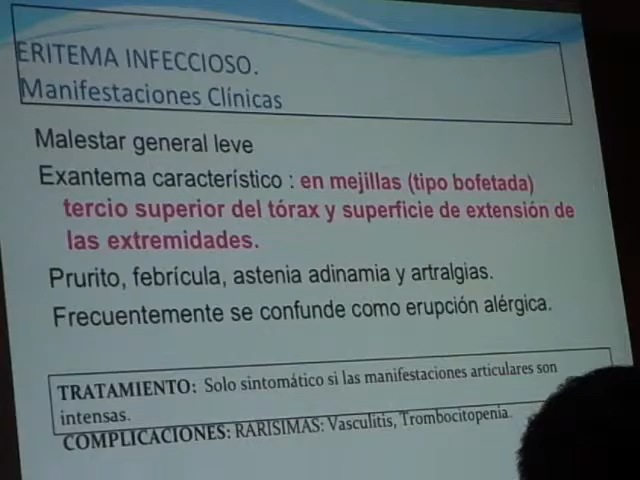 ERITEMA INFECCIOSO.
Manifestaciones Clínicas
Malestar general leve
Exantema característico : en mejillas (tipo bofetada)
tercio superior del tórax y superficie de extensión de
las extremidades.
Prurito, febrícula, astenia adinamia y artralgias.
Frecuentemente se confunde como erupción alérgica.
TRATAMIENTO: Solo sintomático si las manifestaciones articulares son
intensas.
COMPLICACIONES: RARISIMAS: Vasculitis, Trombocitopenia.